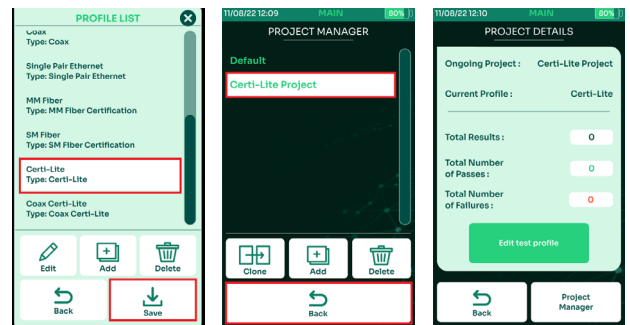 PROFILE LIST
Coax
Type: Coax
Single Pair Ethernet
Type: Single Pair Ethernet
MM Fiber
Type: MM Fiber Certification
SM Fiber
Type: SM Fiber Certification
Certi-Lite
Type: Certi-Lite
Coax Certi-Lite
Type: Coax Certi-Lite
Edit
Add
Delete
Back
Save
11/08/22 12:09 MAIN 80%
PROJECT MANAGER
Default
Certi-Lite Project
Clone
Add
Delete
Back
11/08/22 12:10 MAIN 80%
PROJECT DETAILS
Ongoing Project : Certi-Lite Project
Current Profile : Certi-Lite
Total Results : 0
Total Number
of Passes : 0
Total Number
of Failures : 0
Edit test profile
Back
Project
Manager